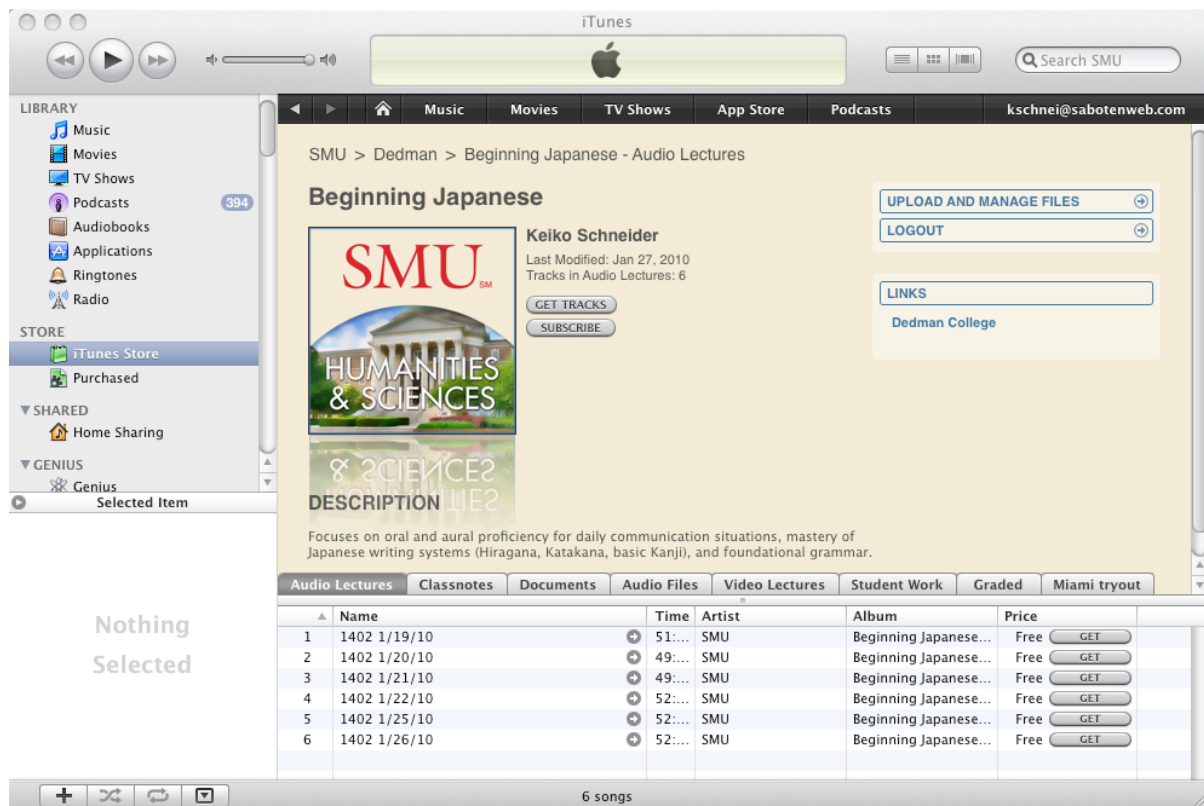 iTunes
Search SMU
LIBRARY
Music
Movies
TV Shows
Podcasts 394
Audiobooks
Applications
Ringtones
Radio
STORE
iTunes Store
Purchased
SHARED
Home Sharing
GENIUS
Genius
Selected Item
Nothing
Selected
Music Movies TV Shows App Store Podcasts kschnei@sabotenweb.com
SMU > Dedman > Beginning Japanese - Audio Lectures
Beginning Japanese
SMU SM
HUMANITIES
& SCIENCES
Keiko Schneider
Last Modified: Jan 27, 2010
Tracks in Audio Lectures: 6
GET TRACKS
SUBSCRIBE
UPLOAD AND MANAGE FILES
LOGOUT
LINKS
Dedman College
DESCRIPTION
Focuses on oral and aural proficiency for daily communication situations, mastery of
Japanese writing systems (Hiragana, Katakana, basic Kanji), and foundational grammar.
Audio Lectures Classnotes Documents Audio Files Video Lectures Student Work Graded Miami tryout
Name Time Artist Album Price
1 1402 1/19/10 51:... SMU Beginning Japanese... Free GET
2 1402 1/20/10 49:... SMU Beginning Japanese... Free GET
3 1402 1/21/10 49:... SMU Beginning Japanese... Free GET
4 1402 1/22/10 52:... SMU Beginning Japanese... Free GET
5 1402 1/25/10 52:... SMU Beginning Japanese... Free GET
6 1402 1/26/10 52:... SMU Beginning Japanese... Free GET
6 songs